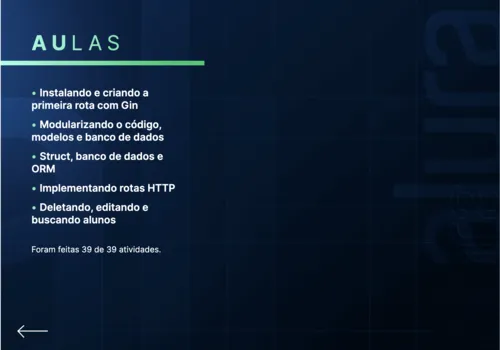 AULAS
• Instalando e criando a
primeira rota com Gin
• Modularizando o código,
modelos e banco de dados
• Struct, banco de dados e
ORM
• Implementando rotas HTTP
• Deletando, editando e
buscando alunos
Foram feitas 39 de 39 atividades.
alura